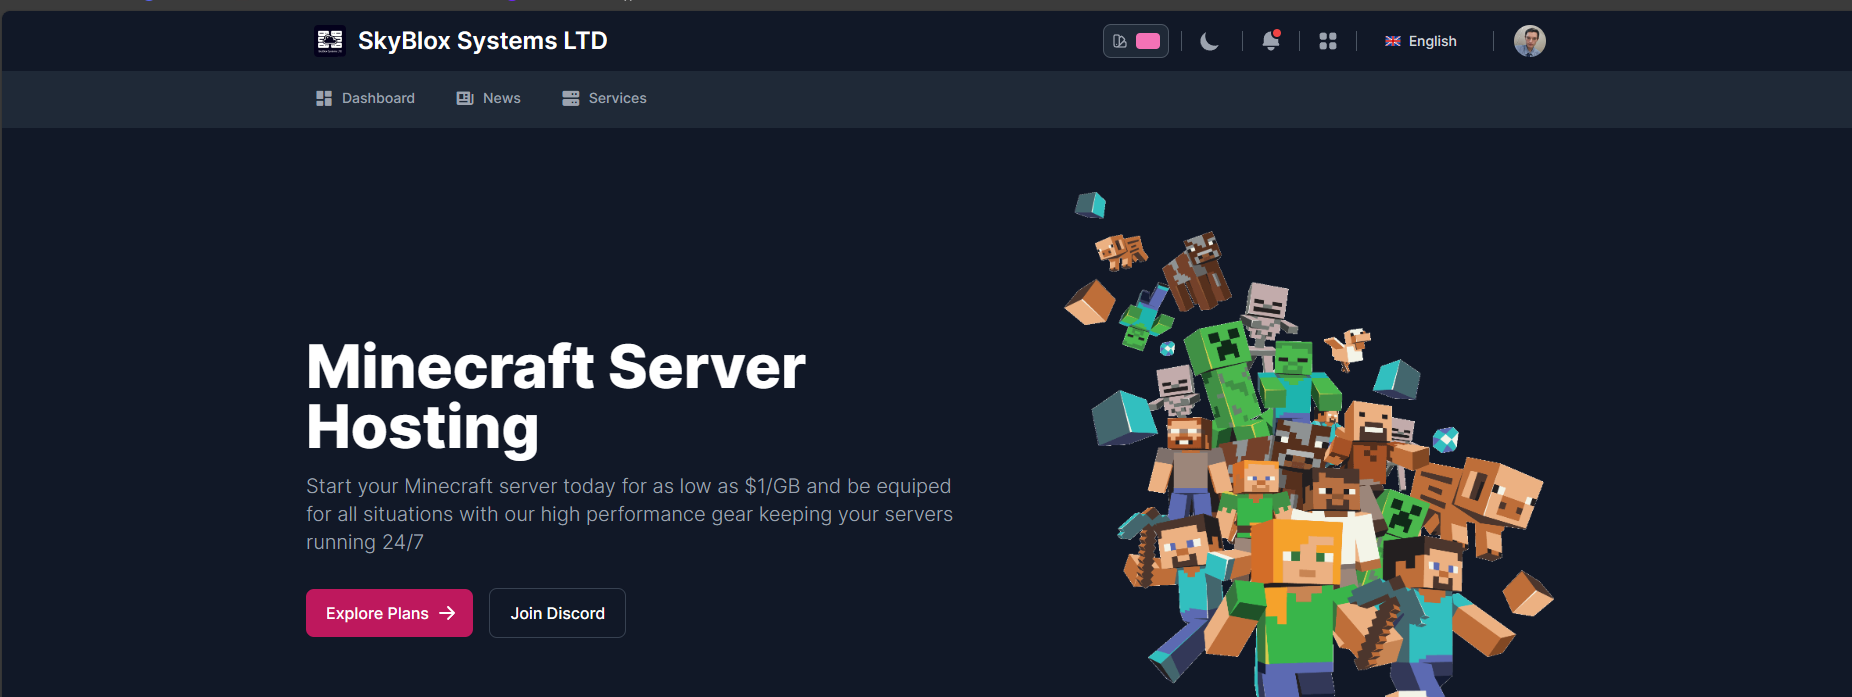 SkyBlox Systems LTD
English
Dashboard
News
Services
Minecraft Server
Hosting
Start your Minecraft server today for as low as $1/GB and be equiped
for all situations with our high performance gear keeping your servers
running 24/7
Explore Plans
Join Discord